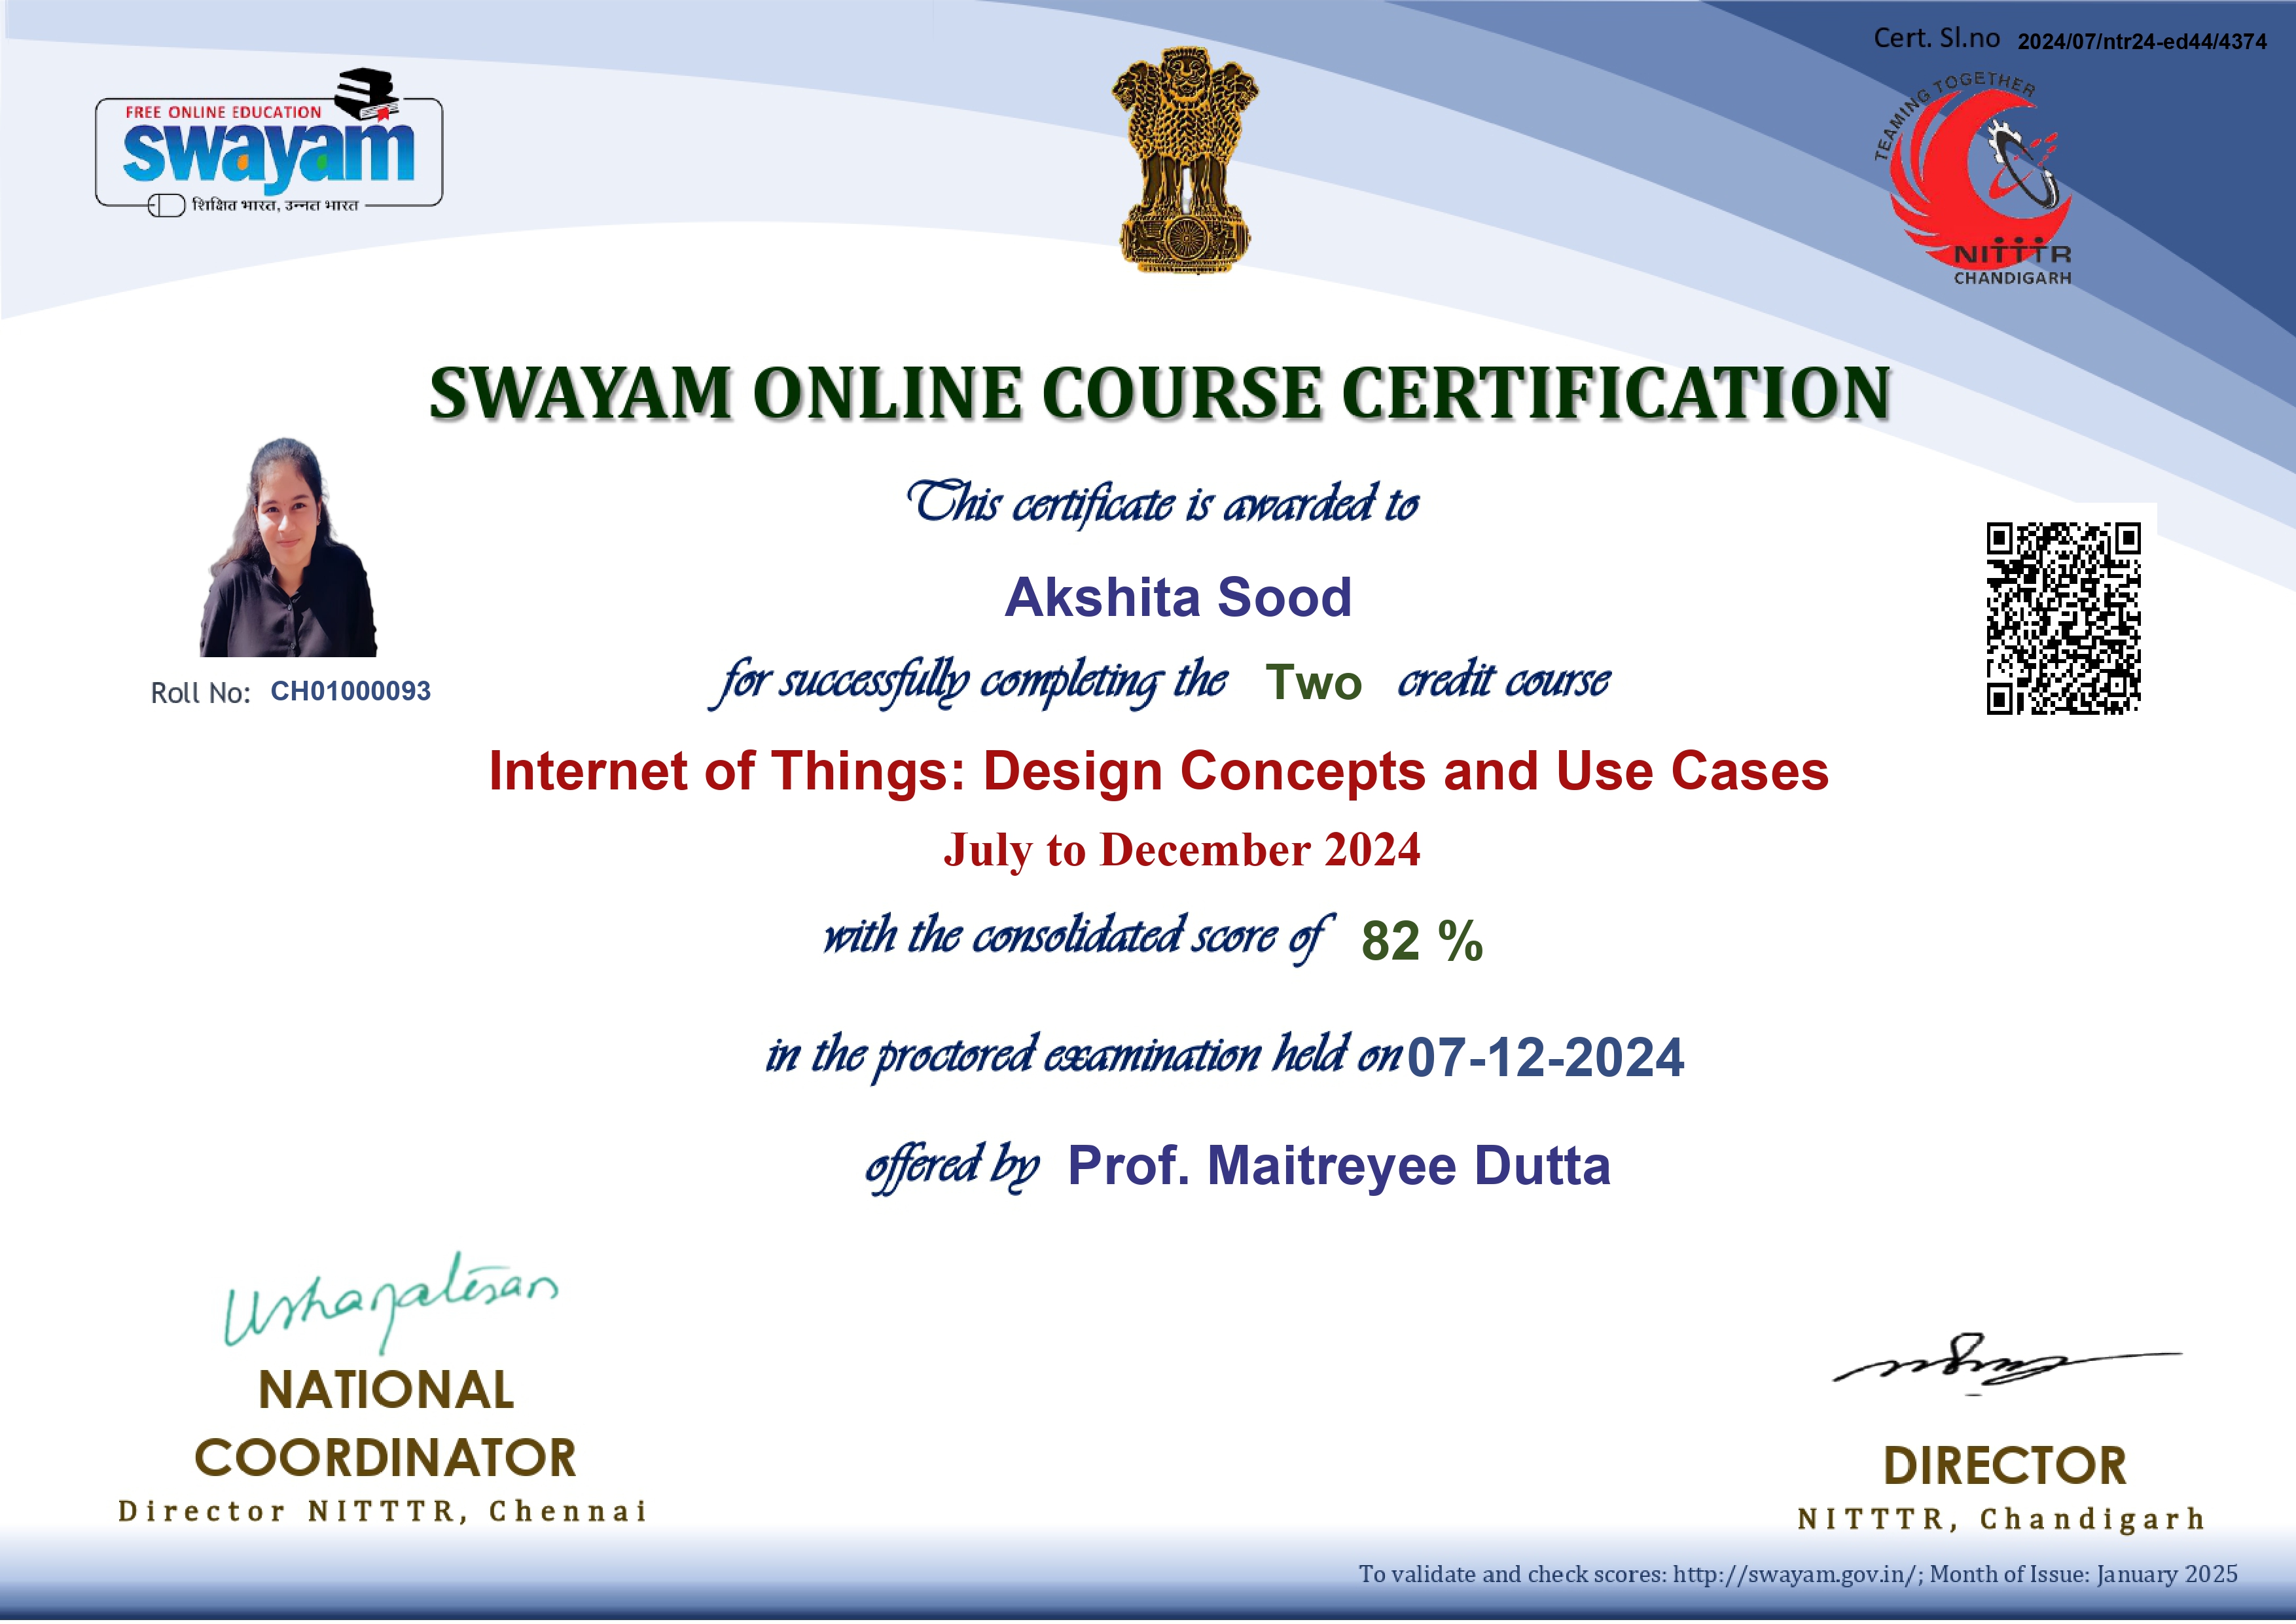 Cert. Sl.no 2024/07/ntr24-ed44/4374
FREE ONLINE EDUCATION
swayam
शिक्षित भारत, उन्नत भारत
TEAMING TOGETHER
NITTTR
CHANDIGARH
SWAYAM ONLINE COURSE CERTIFICATION
This certificate is awarded to
Akshita Sood
for successfully completing the Two credit course
Roll No: CH01000093
Internet of Things: Design Concepts and Use Cases
July to December 2024
with the consolidated score of 82 %
in the proctored examination held on 07-12-2024
offered by Prof. Maitreyee Dutta
NATIONAL
COORDINATOR
Director NITTTR, Chennai
DIRECTOR
NITTTR, Chandigarh
To validate and check scores: http://swayam.gov.in/; Month of Issue: January 2025